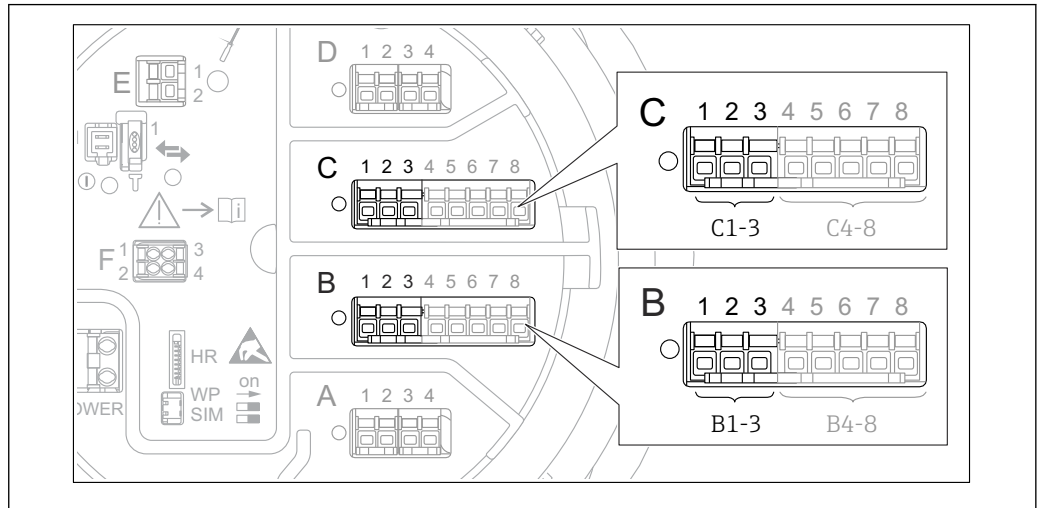 D 1 2 3 4
E 1
2
1
C 1 2 3 4 5 6 7 8
i
F 1 3
2 4
B 1 2 3 4 5 6 7 8
HR
on
WP
SIM
OWER
A 1 2 3 4
C 1 2 3 4 5 6 7 8
C1-3 C4-8
B 1 2 3 4 5 6 7 8
B1-3 B4-8